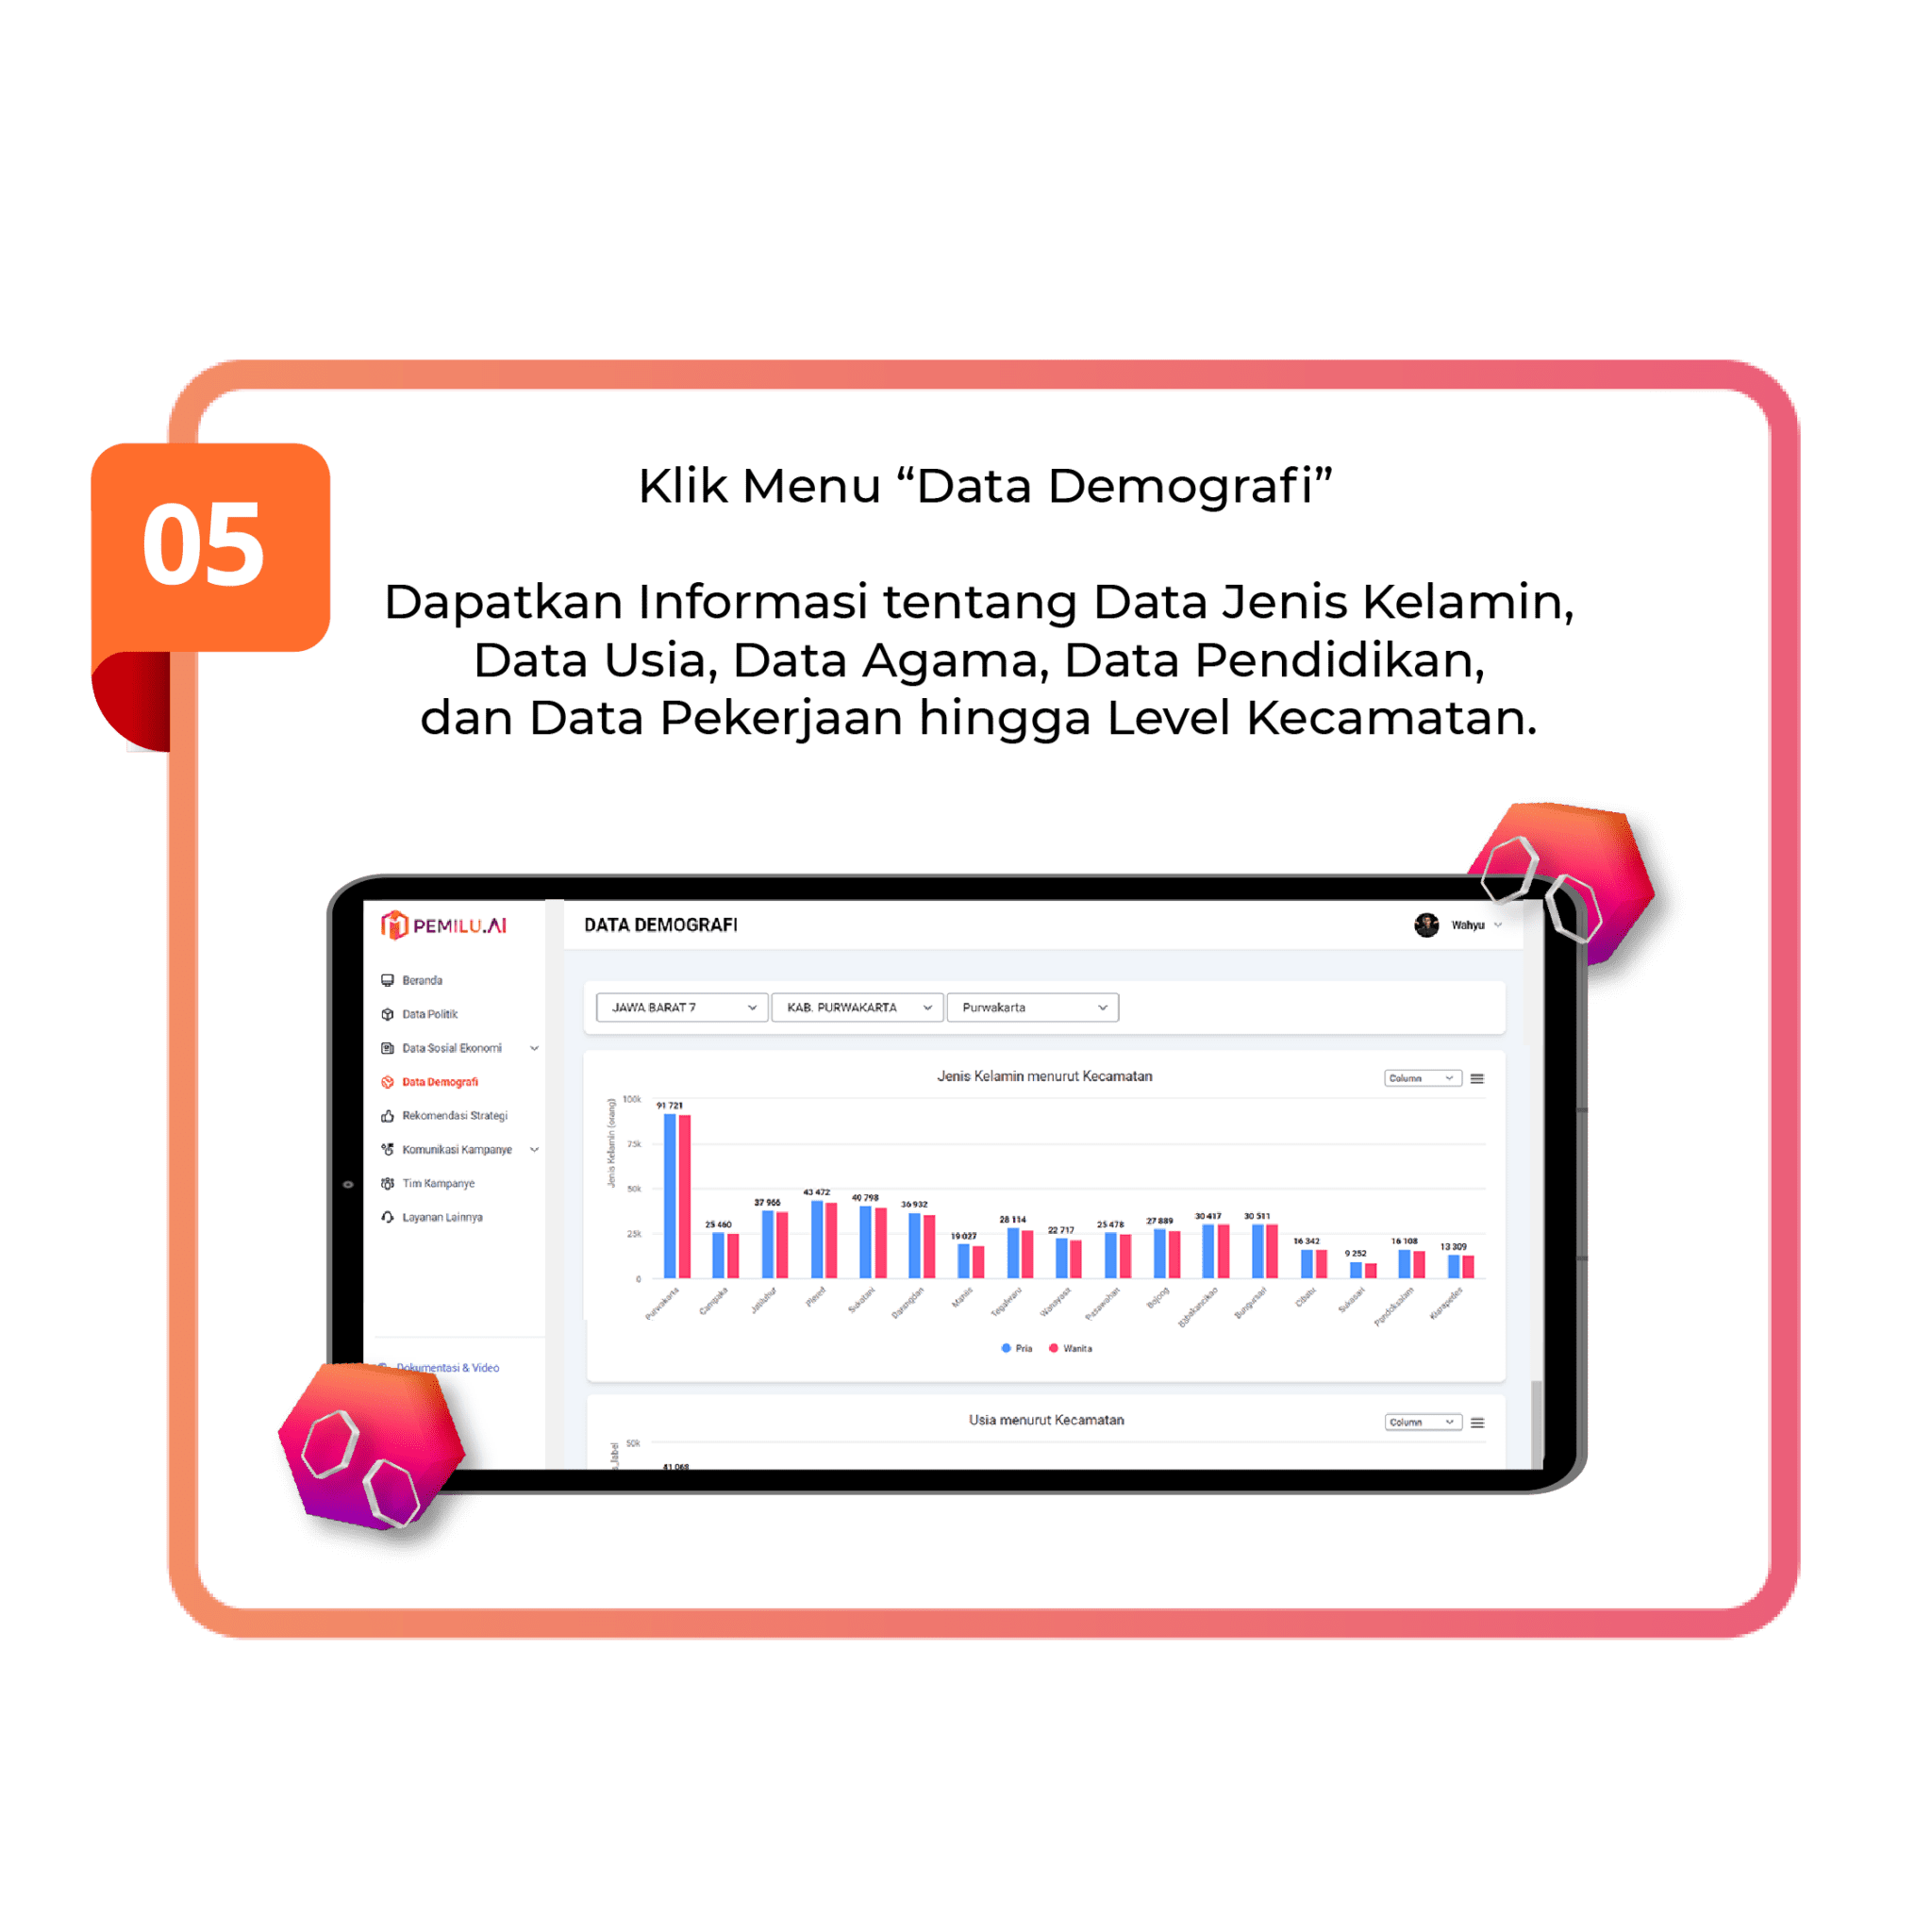 05
Klik Menu “Data Demografi”
Dapatkan Informasi tentang Data Jenis Kelamin,
Data Usia, Data Agama, Data Pendidikan,
dan Data Pekerjaan hingga Level Kecamatan.
PEMILU.AI
DATA DEMOGRAFI
Wahyu
Beranda
Data Politik
Data Sosial Ekonomi
Data Demografi
Rekomendasi Strategi
Komunikasi Kampanye
Tim Kampanye
Layanan Lainnya
Dokumentasi & Video
JAWA BARAT 7
KAB. PURWAKARTA
Purwakarta
Jenis Kelamin menurut Kecamatan
Column
Jenis Kelamin (orang)
100k
75k
50k
25k
0
91 721
25 460
37 966
43 472
40 798
36 932
19 027
28 114
22 717
25 478
27 889
30 417
30 511
16 342
9 252
16 108
13 309
Purwakarta
Campaka
Jatiluhur
Plered
Sukatani
Darangdan
Maniis
Tegalwaru
Wanayasa
Pasawahan
Bojong
Babakancikao
Bungursari
Cibatu
Sukasari
Pondoksalam
Kiarapedes
Pria
Wanita
Usia menurut Kecamatan
Column
50k
41 068